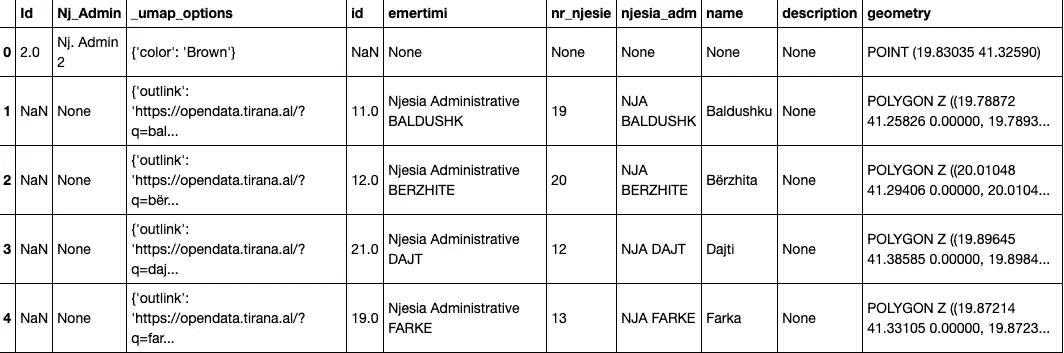 Id Nj_Admin _umap_options id emertimi nr_njesie njesia_adm name description geometry
0 2.0 Nj. Admin 2 {'color': 'Brown'} NaN None None None None None POINT (19.83035 41.32590)
1 NaN None {'outlink': 'https://opendata.tirana.al/?q=bal... 11.0 Njesia Administrative BALDUSHK 19 NJA BALDUSHK Baldushku None POLYGON Z ((19.78872 41.25826 0.00000, 19.7893...
2 NaN None {'outlink': 'https://opendata.tirana.al/?q=bër... 12.0 Njesia Administrative BERZHITE 20 NJA BERZHITE Bërzhita None POLYGON Z ((20.01048 41.29406 0.00000, 20.0104...
3 NaN None {'outlink': 'https://opendata.tirana.al/?q=daj... 21.0 Njesia Administrative DAJT 12 NJA DAJT Dajti None POLYGON Z ((19.89645 41.38585 0.00000, 19.8984...
4 NaN None {'outlink': 'https://opendata.tirana.al/?q=far... 19.0 Njesia Administrative FARKE 13 NJA FARKE Farka None POLYGON Z ((19.87214 41.33105 0.00000, 19.8723...